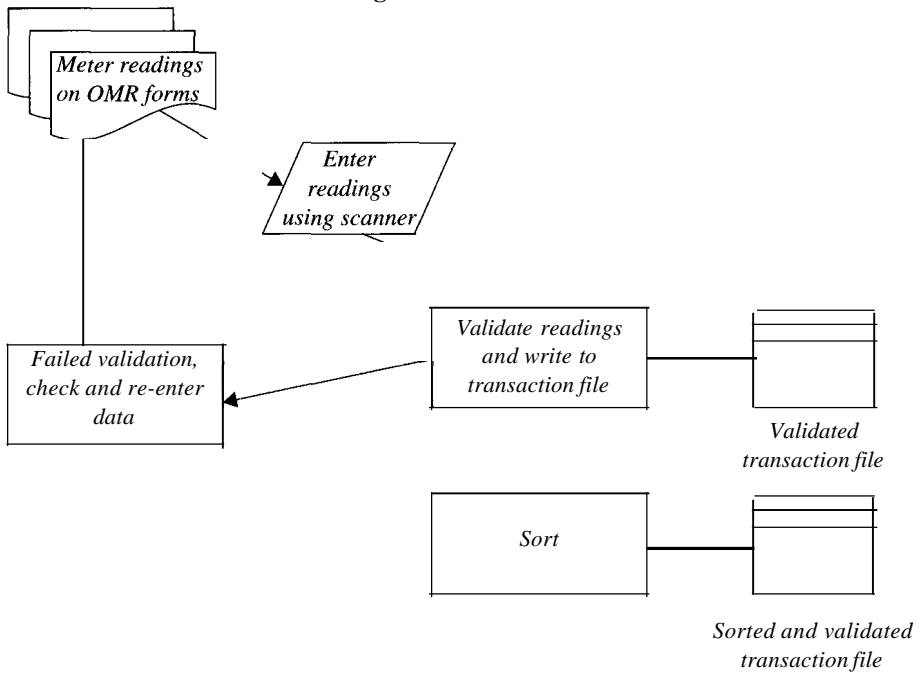 Meter readings
on OMR forms
Enter
readings
using scanner
Validate readings
and write to
transaction file
Failed validation,
check and re-enter
data
Validated
transaction file
Sort
Sorted and validated
transaction file